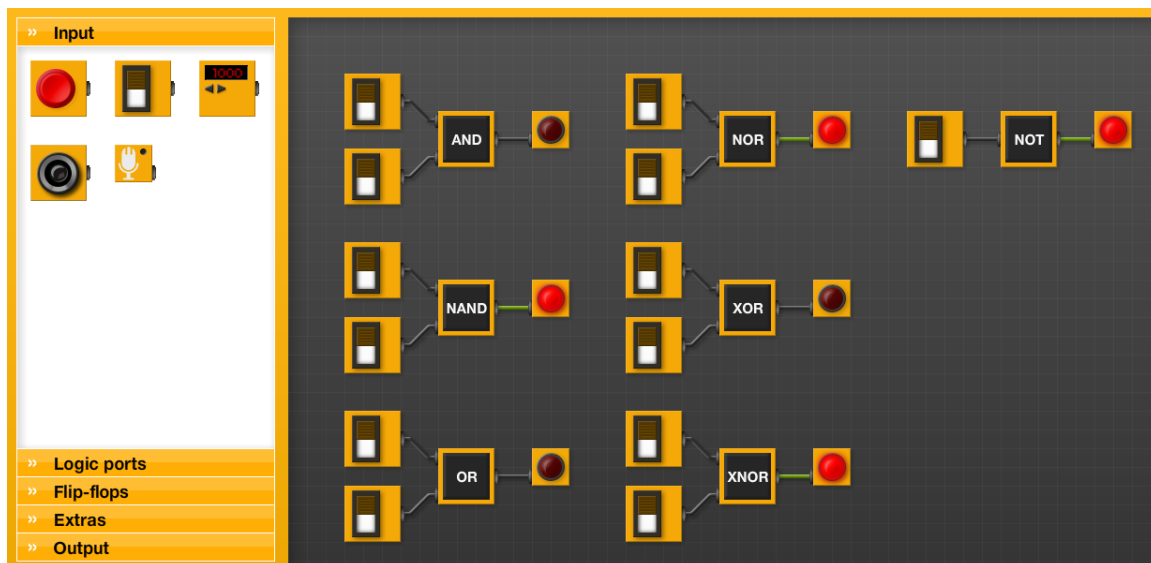 » Input
1000
» Logic ports
» Flip-flops
» Extras
» Output
AND
NOR
NOT
NAND
XOR
OR
XNOR